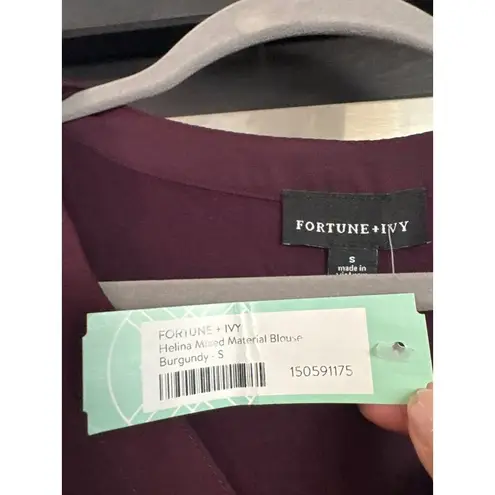 FORTUNE + IVY
S
made in
FORTUNE + IVY
Helina Mixed Material Blouse
Burgundy - S
150591175